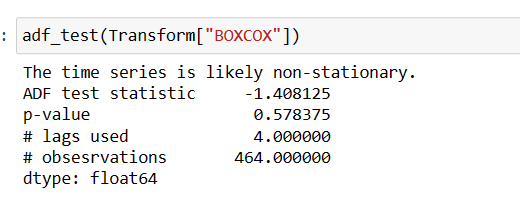 : adf_test(Transform["BOXCOX"])
The time series is likely non-stationary.
ADF test statistic -1.408125
p-value 0.578375
# lags used 4.000000
# obsesrvations 464.000000
dtype: float64